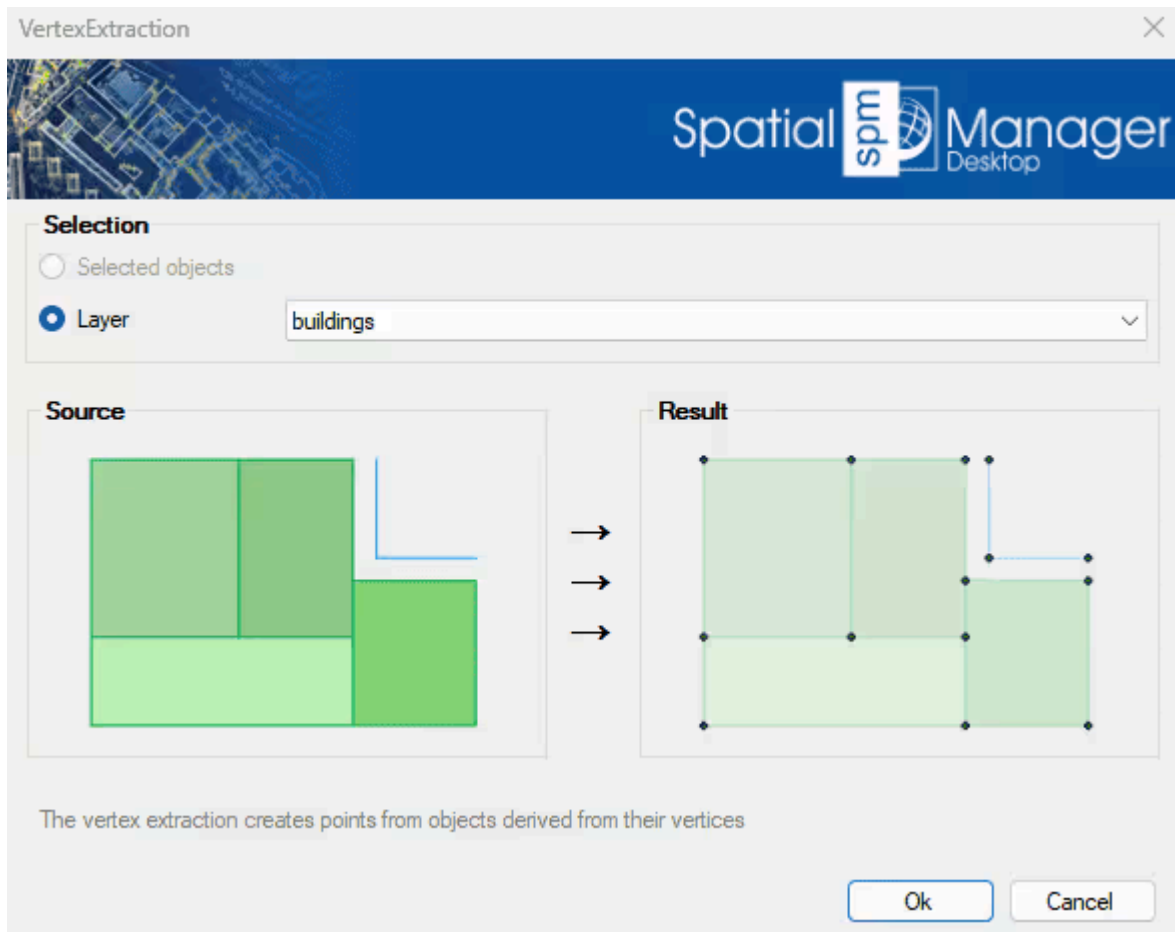 VertexExtraction
Spatial spm Manager
Desktop
Selection
Selected objects
Layer
buildings
Source
Result
The vertex extraction creates points from objects derived from their vertices
Ok
Cancel